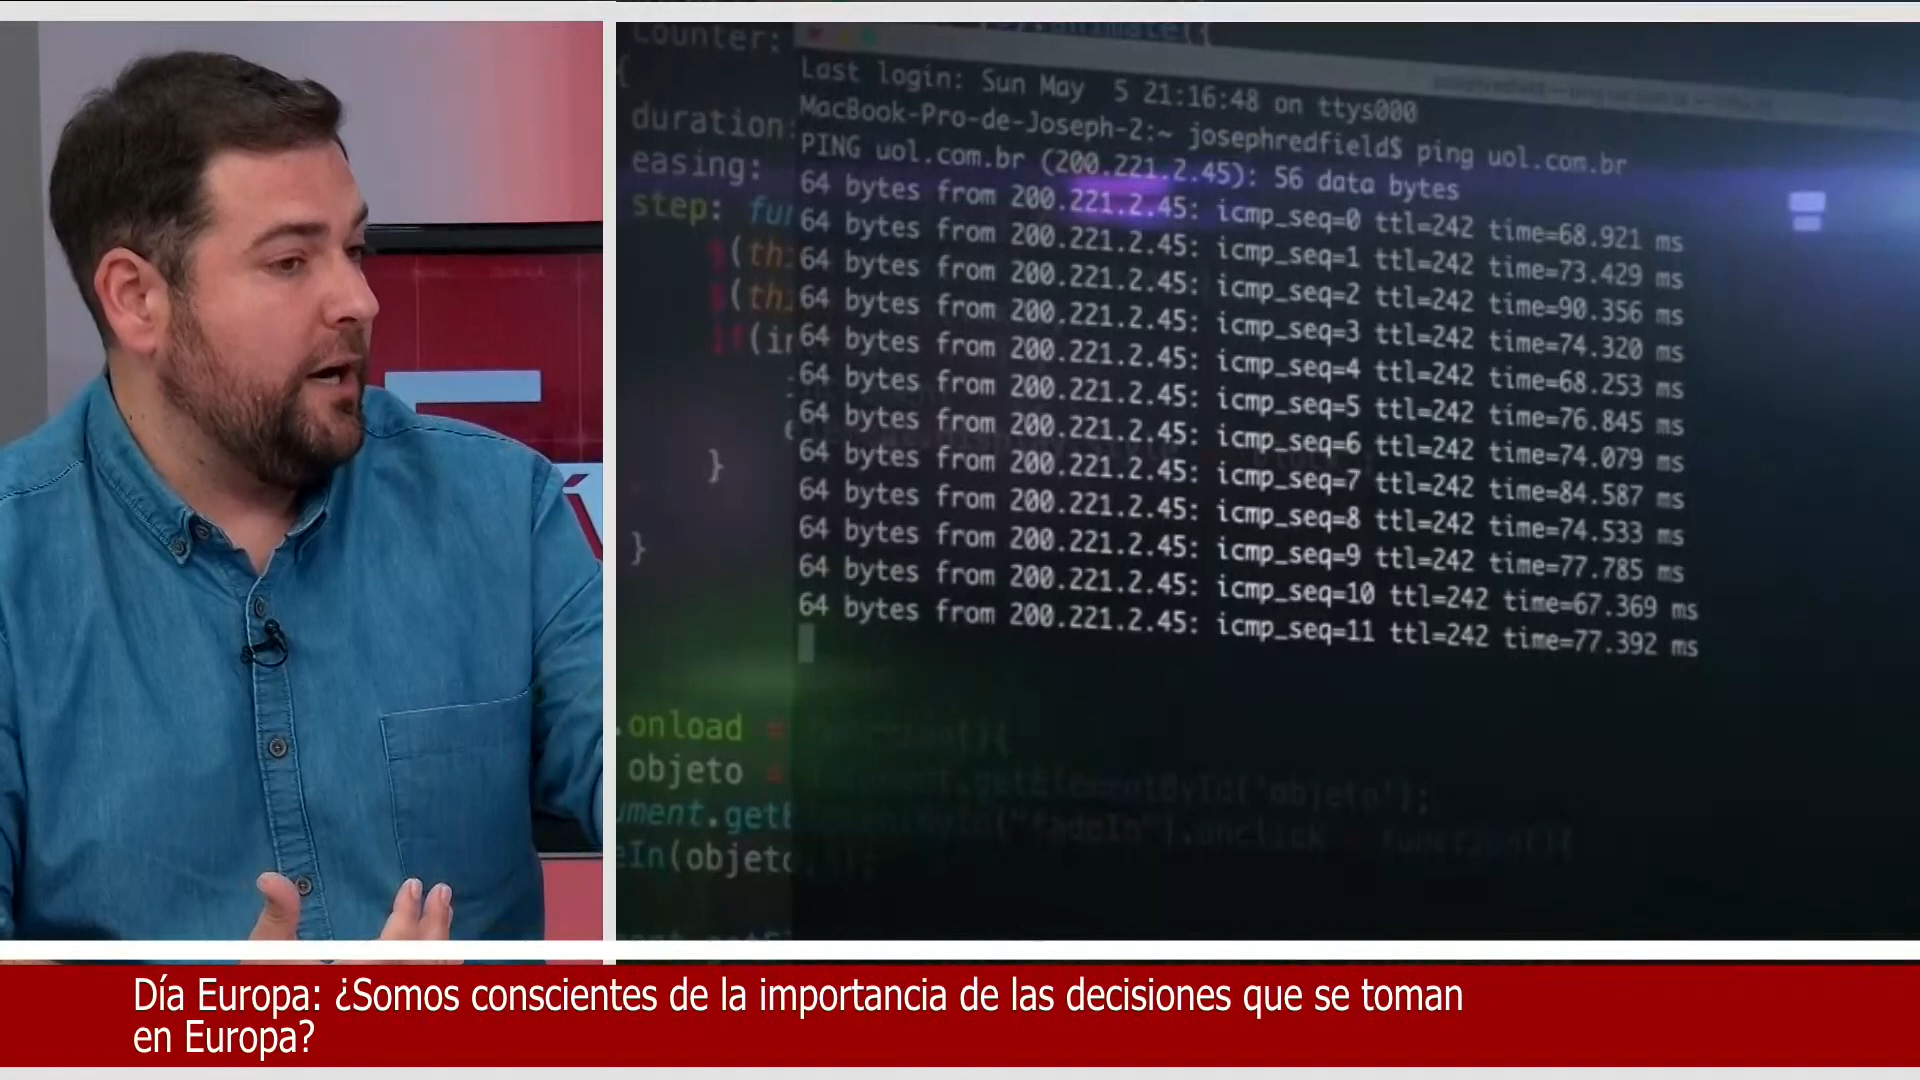 counter:
{
duration:
easing:
step: fun
$(thi
$(thi
if(in
}
}
.onload =
objeto =
ument.getE
eIn(objeto
Last login: Sun May  5 21:16:48 on ttys000
MacBook-Pro-de-Joseph-2:~ josephredfield$ ping uol.com.br
PING uol.com.br (200.221.2.45): 56 data bytes
64 bytes from 200.221.2.45: icmp_seq=0 ttl=242 time=68.921 ms
64 bytes from 200.221.2.45: icmp_seq=1 ttl=242 time=73.429 ms
64 bytes from 200.221.2.45: icmp_seq=2 ttl=242 time=90.356 ms
64 bytes from 200.221.2.45: icmp_seq=3 ttl=242 time=74.320 ms
64 bytes from 200.221.2.45: icmp_seq=4 ttl=242 time=68.253 ms
64 bytes from 200.221.2.45: icmp_seq=5 ttl=242 time=76.845 ms
64 bytes from 200.221.2.45: icmp_seq=6 ttl=242 time=74.079 ms
64 bytes from 200.221.2.45: icmp_seq=7 ttl=242 time=84.587 ms
64 bytes from 200.221.2.45: icmp_seq=8 ttl=242 time=74.533 ms
64 bytes from 200.221.2.45: icmp_seq=9 ttl=242 time=77.785 ms
64 bytes from 200.221.2.45: icmp_seq=10 ttl=242 time=67.369 ms
64 bytes from 200.221.2.45: icmp_seq=11 ttl=242 time=77.392 ms
Día Europa: ¿Somos conscientes de la importancia de las decisiones que se toman
en Europa?